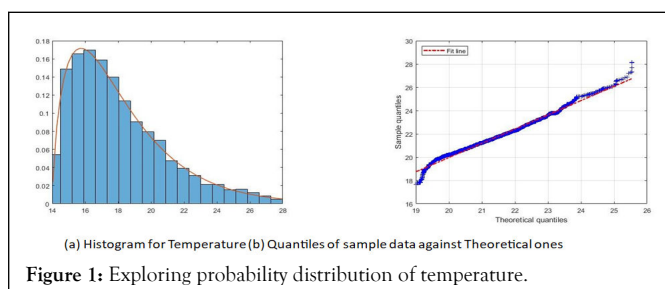 0.18
0.16
0.14
0.12
0.1
0.08
0.06
0.04
0.02
0
14 16 18 20 22 24 26 28
Fit line
30
28
26
24
22
20
18
16
Sample quantiles
19 20 21 22 23 24 25 26
Theoretical quantiles
(a) Histogram for Temperature (b) Quantiles of sample data against Theoretical ones
Figure 1: Exploring probability distribution of temperature.